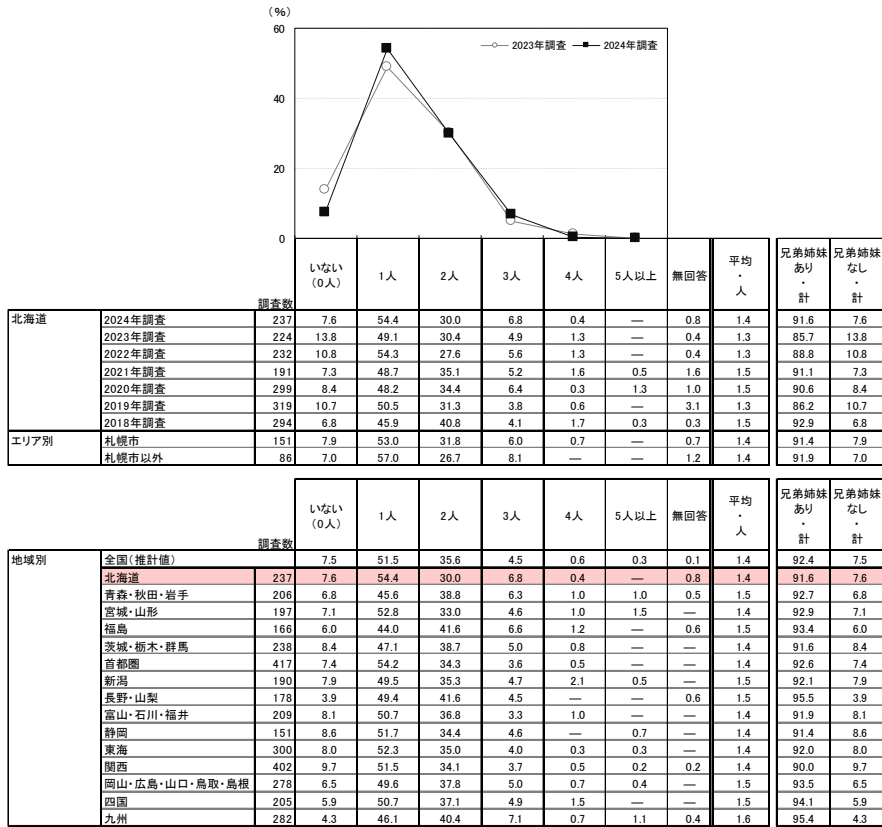 （%）
60
40
20
0
2023年調査 2024年調査
調査数 いない（0人） 1人 2人 3人 4人 5人以上 無回答 平均・人 兄弟姉妹あり・計 兄弟姉妹なし・計
北海道 2024年調査 237 7.6 54.4 30.0 6.8 0.4 — 0.8 1.4 91.6 7.6
2023年調査 224 13.8 49.1 30.4 4.9 1.3 — 0.4 1.3 85.7 13.8
2022年調査 232 10.8 54.3 27.6 5.6 1.3 — 0.4 1.3 88.8 10.8
2021年調査 191 7.3 48.7 35.1 5.2 1.6 0.5 1.6 1.5 91.1 7.3
2020年調査 299 8.4 48.2 34.4 6.4 0.3 1.3 1.0 1.5 90.6 8.4
2019年調査 319 10.7 50.5 31.3 3.8 0.6 — 3.1 1.3 86.2 10.7
2018年調査 294 6.8 45.9 40.8 4.1 1.7 0.3 0.3 1.5 92.9 6.8
エリア別 札幌市 151 7.9 53.0 31.8 6.0 0.7 — 0.7 1.4 91.4 7.9
札幌市以外 86 7.0 57.0 26.7 8.1 — — 1.2 1.4 91.9 7.0
調査数 いない（0人） 1人 2人 3人 4人 5人以上 無回答 平均・人 兄弟姉妹あり・計 兄弟姉妹なし・計
地域別 全国（推計値） 7.5 51.5 35.6 4.5 0.6 0.3 0.1 1.4 92.4 7.5
北海道 237 7.6 54.4 30.0 6.8 0.4 — 0.8 1.4 91.6 7.6
青森・秋田・岩手 206 6.8 45.6 38.8 6.3 1.0 1.0 0.5 1.5 92.7 6.8
宮城・山形 197 7.1 52.8 33.0 4.6 1.0 1.5 — 1.4 92.9 7.1
福島 166 6.0 44.0 41.6 6.6 1.2 — 0.6 1.5 93.4 6.0
茨城・栃木・群馬 238 8.4 47.1 38.7 5.0 0.8 — — 1.4 91.6 8.4
首都圏 417 7.4 54.2 34.3 3.6 0.5 — — 1.4 92.6 7.4
新潟 190 7.9 49.5 35.3 4.7 2.1 0.5 — 1.5 92.1 7.9
長野・山梨 178 3.9 49.4 41.6 4.5 — — 0.6 1.5 95.5 3.9
富山・石川・福井 209 8.1 50.7 36.8 3.3 1.0 — — 1.4 91.9 8.1
静岡 151 8.6 51.7 34.4 4.6 — 0.7 — 1.4 91.4 8.6
東海 300 8.0 52.3 35.0 4.0 0.3 0.3 — 1.4 92.0 8.0
関西 402 9.7 51.5 34.1 3.7 0.5 0.2 0.2 1.4 90.0 9.7
岡山・広島・山口・鳥取・島根 278 6.5 49.6 37.8 5.0 0.7 0.4 — 1.5 93.5 6.5
四国 205 5.9 50.7 37.1 4.9 1.5 — — 1.5 94.1 5.9
九州 282 4.3 46.1 40.4 7.1 0.7 1.1 0.4 1.6 95.4 4.3